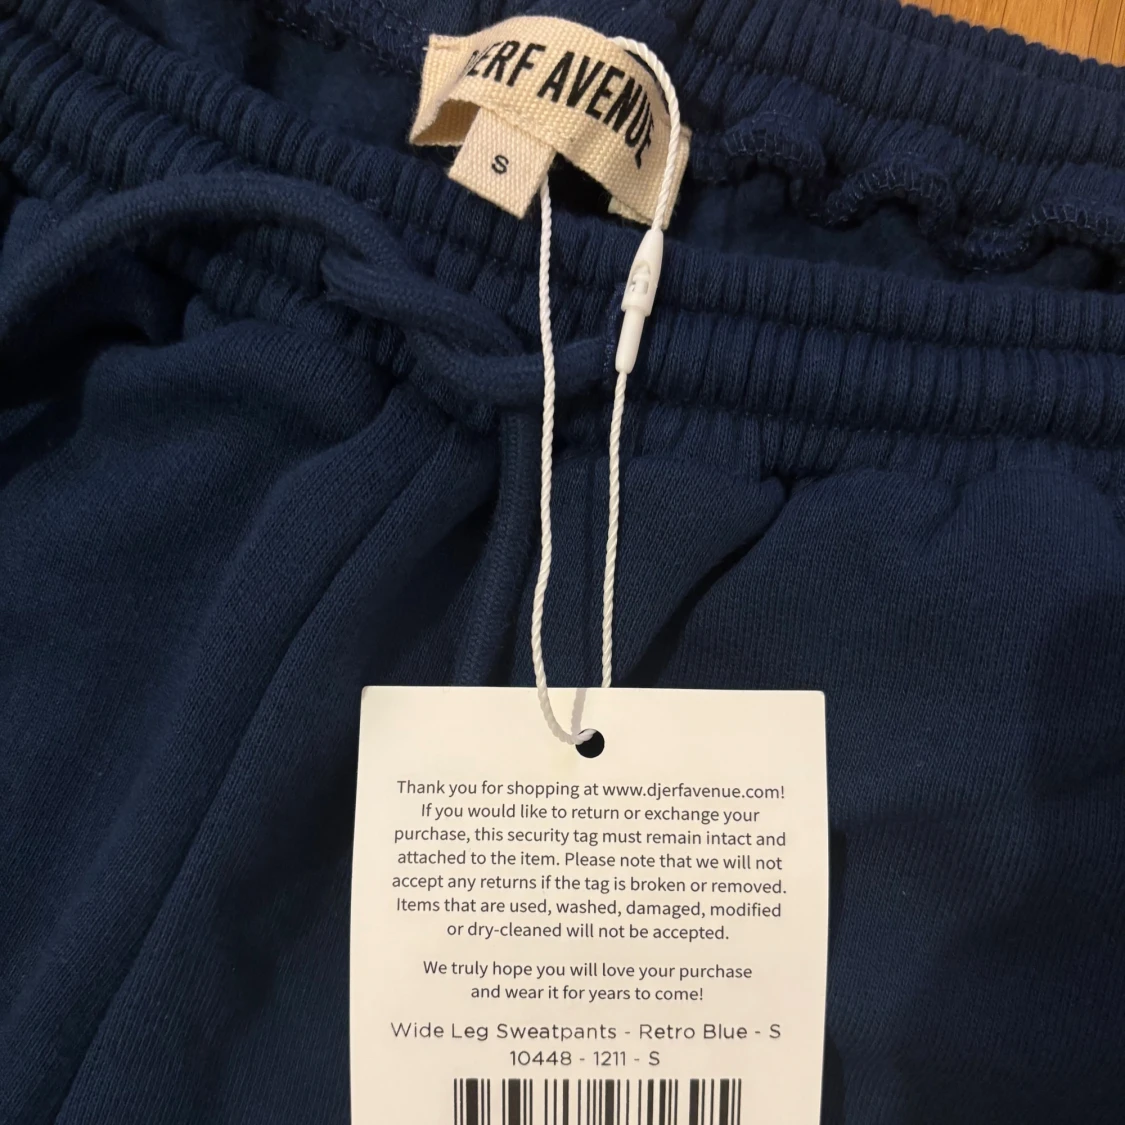 DJERF AVENUE
S
Thank you for shopping at www.djerfavenue.com!
If you would like to return or exchange your
purchase, this security tag must remain intact and
attached to the item. Please note that we will not
accept any returns if the tag is broken or removed.
Items that are used, washed, damaged, modified
or dry-cleaned will not be accepted.
We truly hope you will love your purchase
and wear it for years to come!
Wide Leg Sweatpants - Retro Blue - S
10448 - 1211 - S